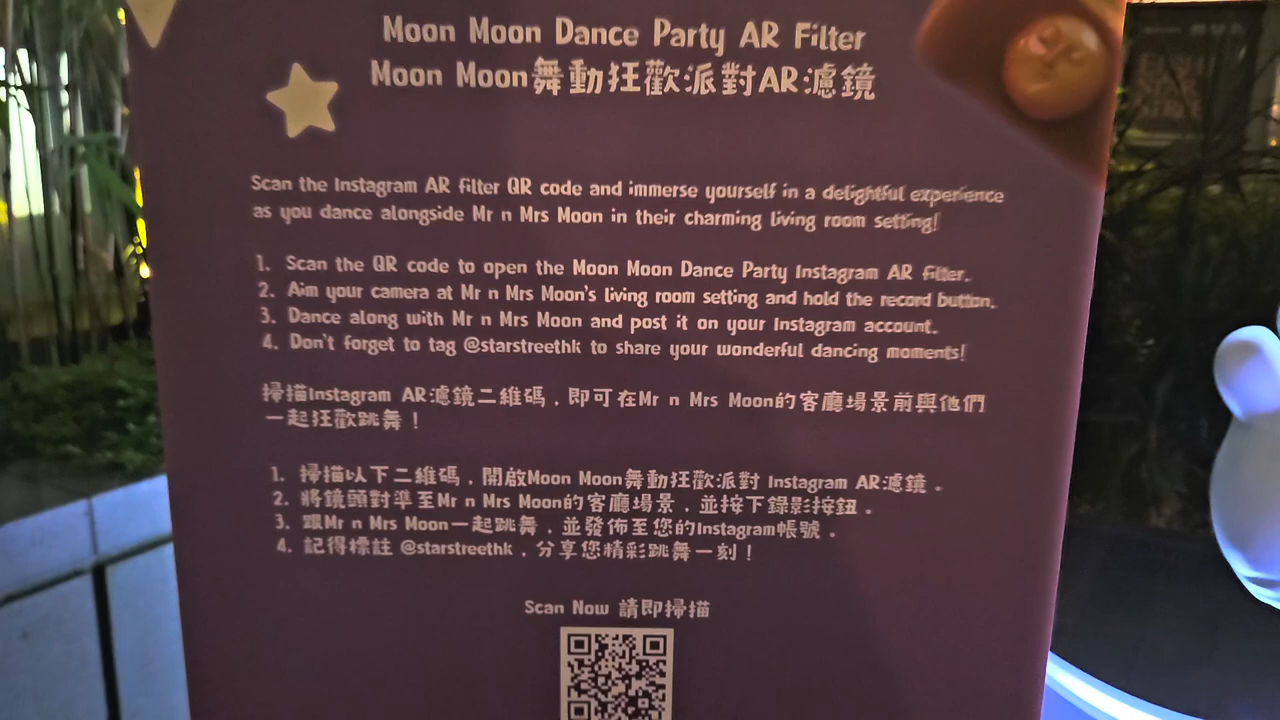 Moon Moon Dance Party AR Filter
Moon Moon舞動狂歡派對AR濾鏡
Scan the Instagram AR filter QR code and immerse yourself in a delightful experience
as you dance alongside Mr n Mrs Moon in their charming living room setting!
1. Scan the QR code to open the Moon Moon Dance Party Instagram AR filter.
2. Aim your camera at Mr n Mrs Moon's living room setting and hold the record button.
3. Dance along with Mr n Mrs Moon and post it on your Instagram account.
4. Don't forget to tag @starstreethk to share your wonderful dancing moments!
掃描Instagram AR濾鏡二維碼，即可在Mr n Mrs Moon的客廳場景前與他們
一起狂歡跳舞！
1. 掃描以下二維碼，開啟Moon Moon舞動狂歡派對 Instagram AR濾鏡。
2. 將鏡頭對準至Mr n Mrs Moon的客廳場景，並按下錄影按鈕。
3. 跟Mr n Mrs Moon一起跳舞，並發佈至您的Instagram帳號。
4. 記得標註 @starstreethk，分享您精彩跳舞一刻！
Scan Now 請即掃描